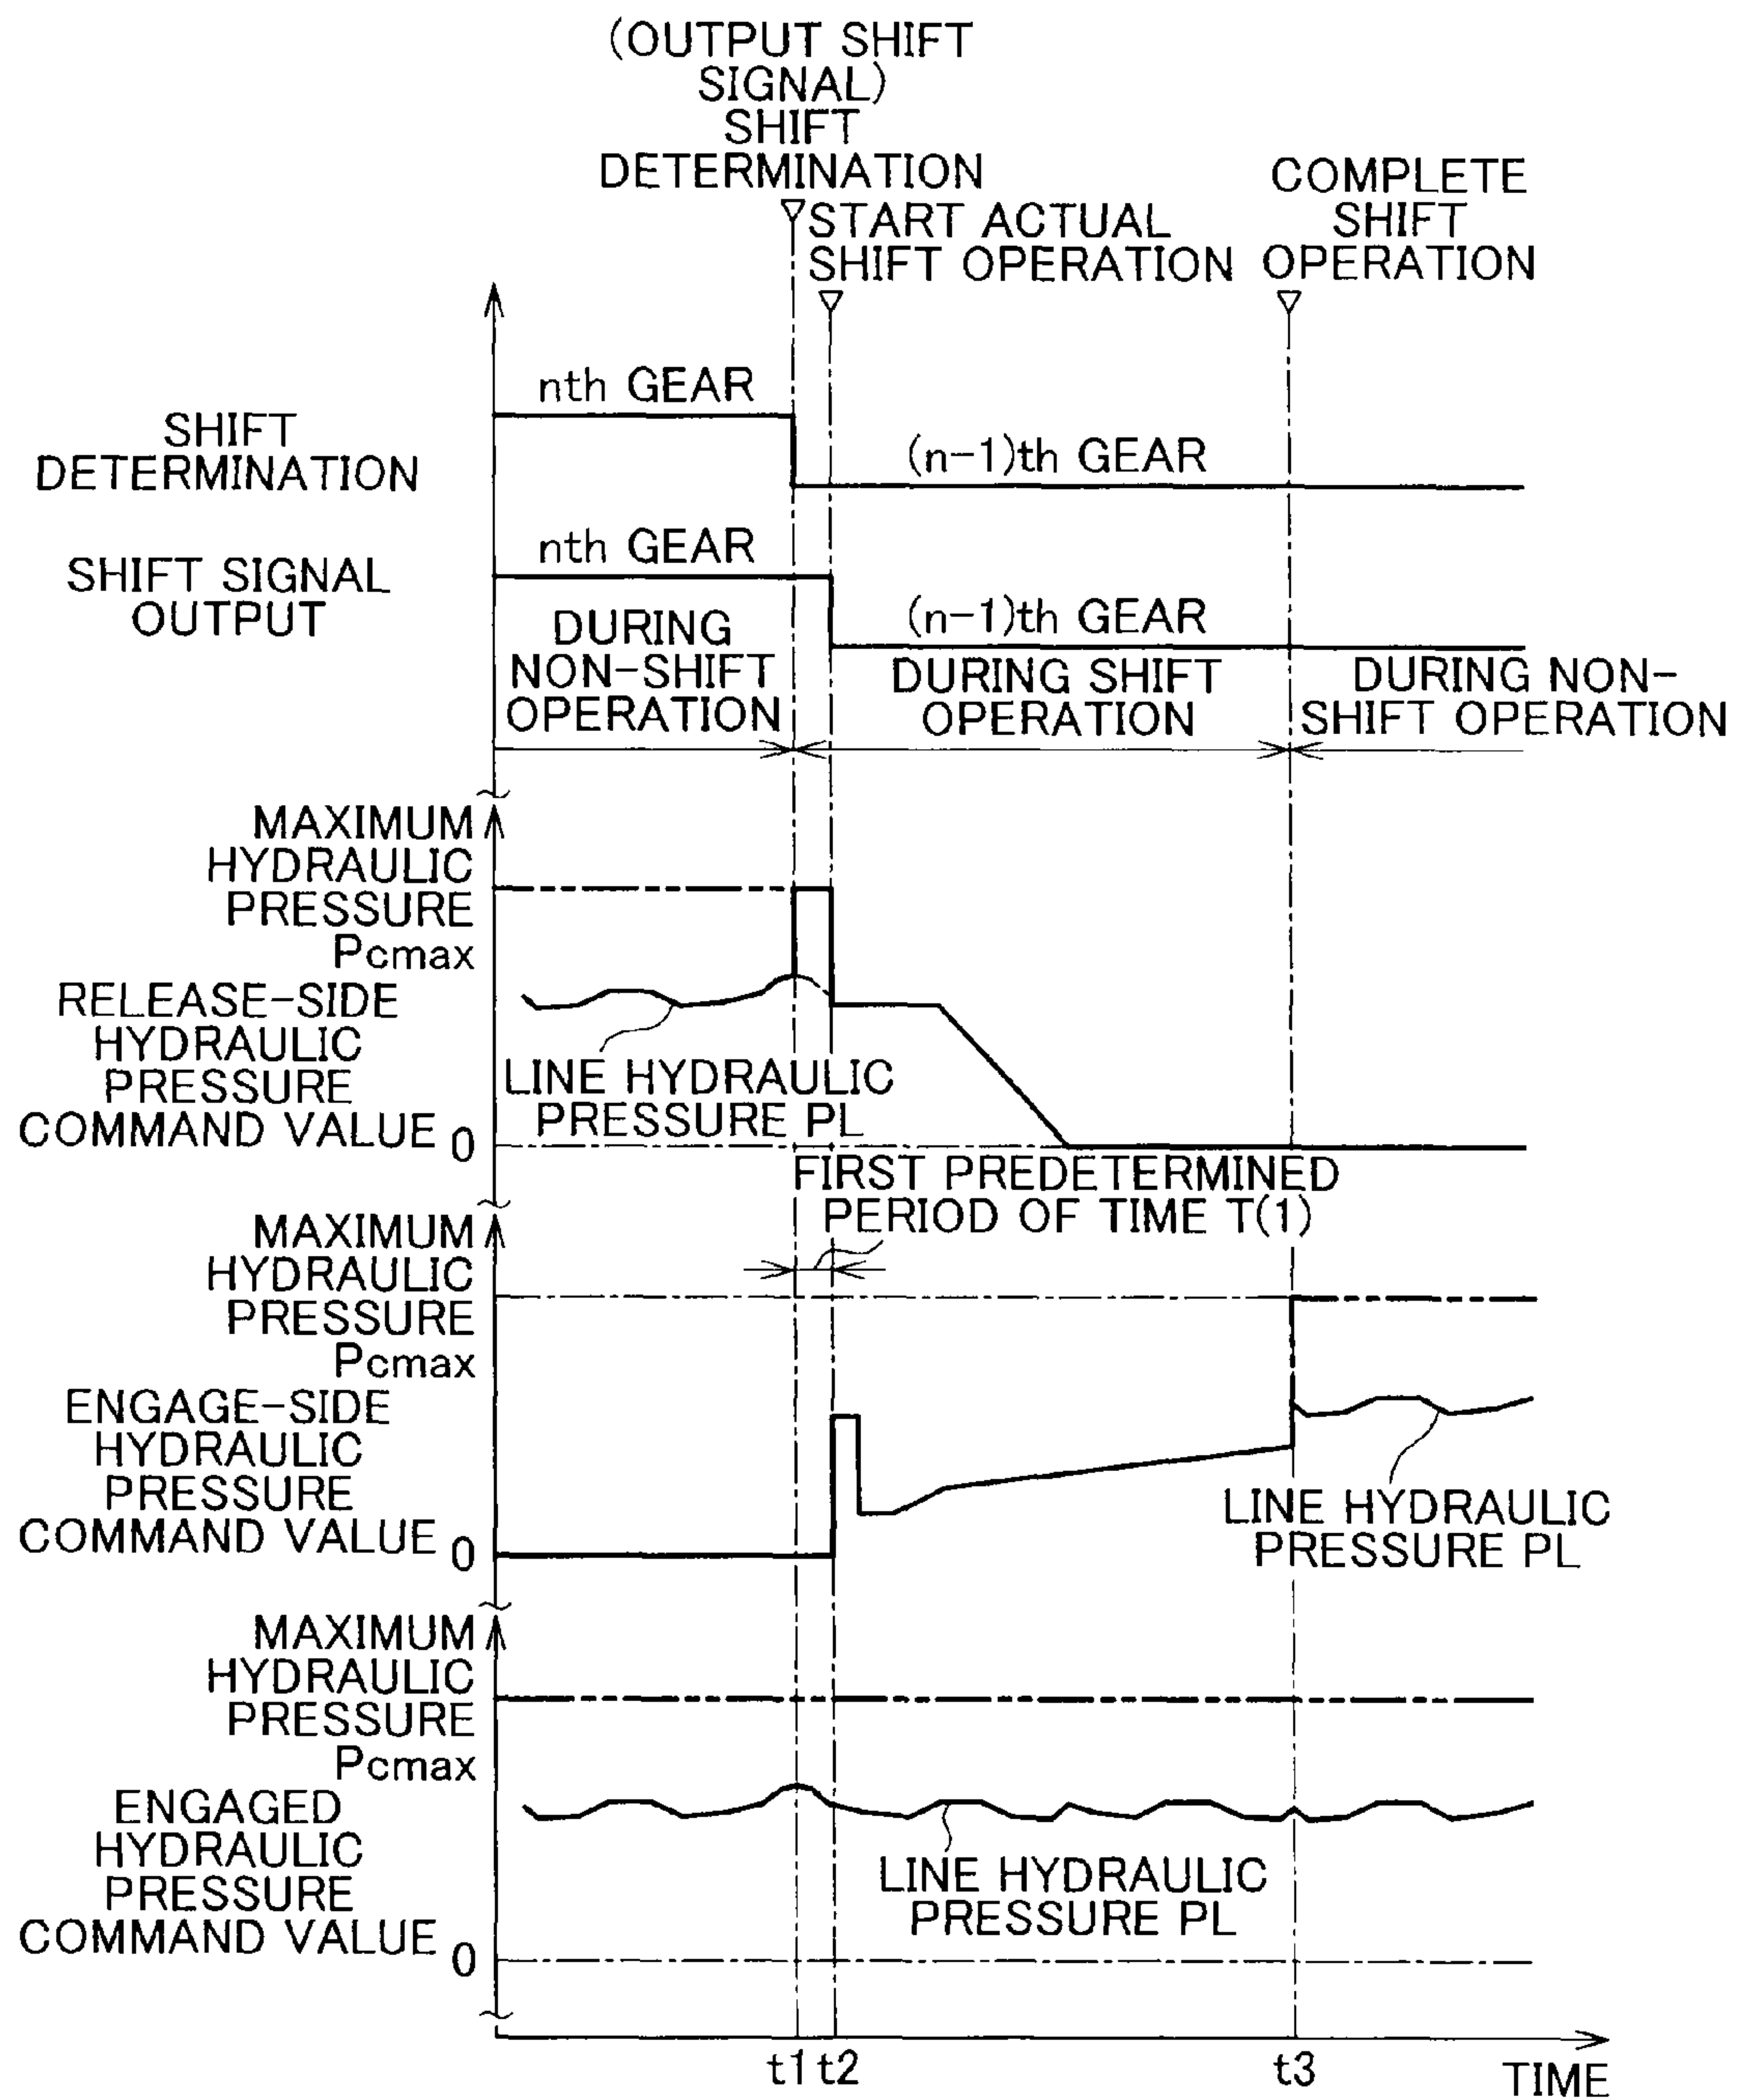 (OUTPUT SHIFT
SIGNAL)
SHIFT
DETERMINATION
START ACTUAL
SHIFT OPERATION
COMPLETE
SHIFT
OPERATION
nth GEAR
SHIFT
DETERMINATION
(n-1)th GEAR
nth GEAR
SHIFT SIGNAL
OUTPUT
(n-1)th GEAR
DURING
NON-SHIFT
OPERATION
DURING SHIFT
OPERATION
DURING NON-
SHIFT OPERATION
MAXIMUM
HYDRAULIC
PRESSURE
Pcmax
RELEASE-SIDE
HYDRAULIC
PRESSURE
COMMAND VALUE
0
LINE HYDRAULIC
PRESSURE PL
FIRST PREDETERMINED
PERIOD OF TIME T(1)
MAXIMUM
HYDRAULIC
PRESSURE
Pcmax
ENGAGE-SIDE
HYDRAULIC
PRESSURE
COMMAND VALUE
0
LINE HYDRAULIC
PRESSURE PL
MAXIMUM
HYDRAULIC
PRESSURE
Pcmax
ENGAGED
HYDRAULIC
PRESSURE
COMMAND VALUE
0
LINE HYDRAULIC
PRESSURE PL
t1 t2 t3 TIME